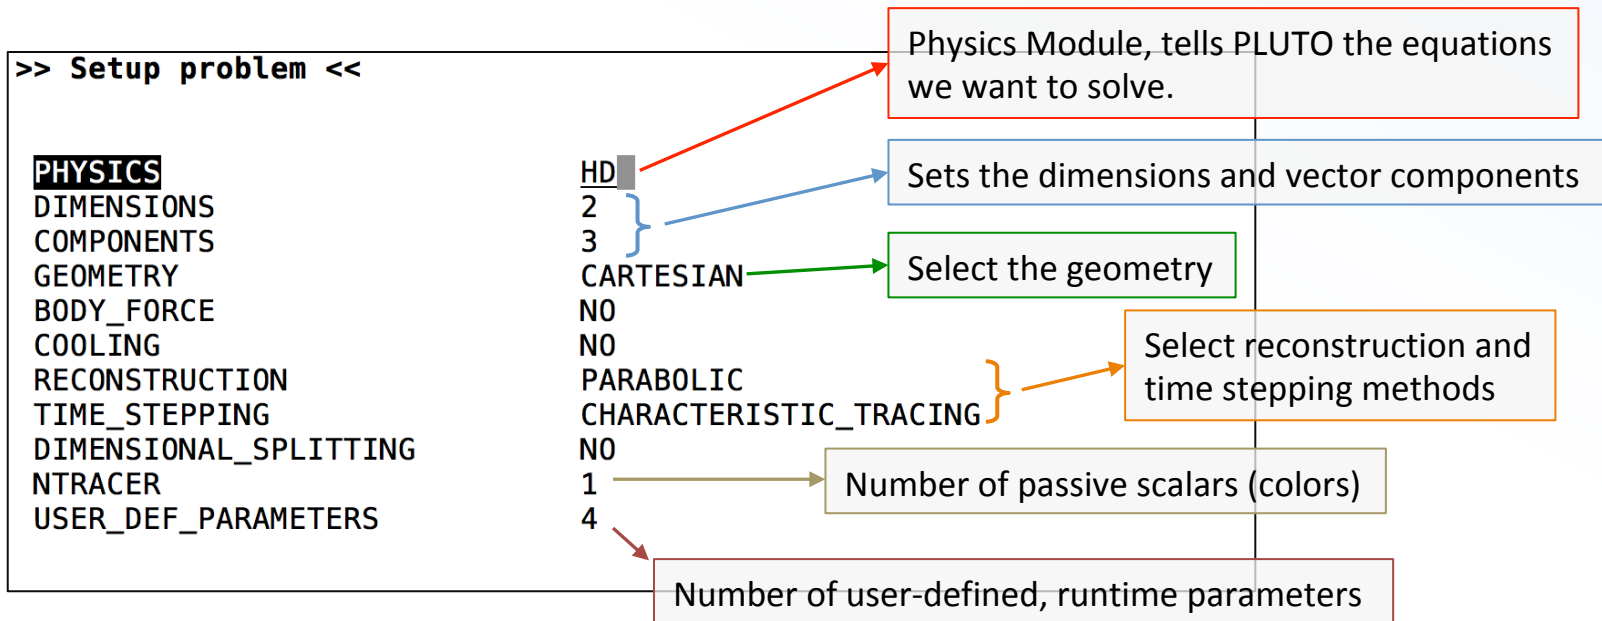 >> Setup problem <<
Physics Module, tells PLUTO the equations
we want to solve.
PHYSICS HD
Sets the dimensions and vector components
DIMENSIONS 2
COMPONENTS 3
GEOMETRY CARTESIAN
Select the geometry
BODY_FORCE NO
COOLING NO
RECONSTRUCTION PARABOLIC
TIME_STEPPING CHARACTERISTIC_TRACING
Select reconstruction and
time stepping methods
DIMENSIONAL_SPLITTING NO
NTRACER 1
Number of passive scalars (colors)
USER_DEF_PARAMETERS 4
Number of user-defined, runtime parameters